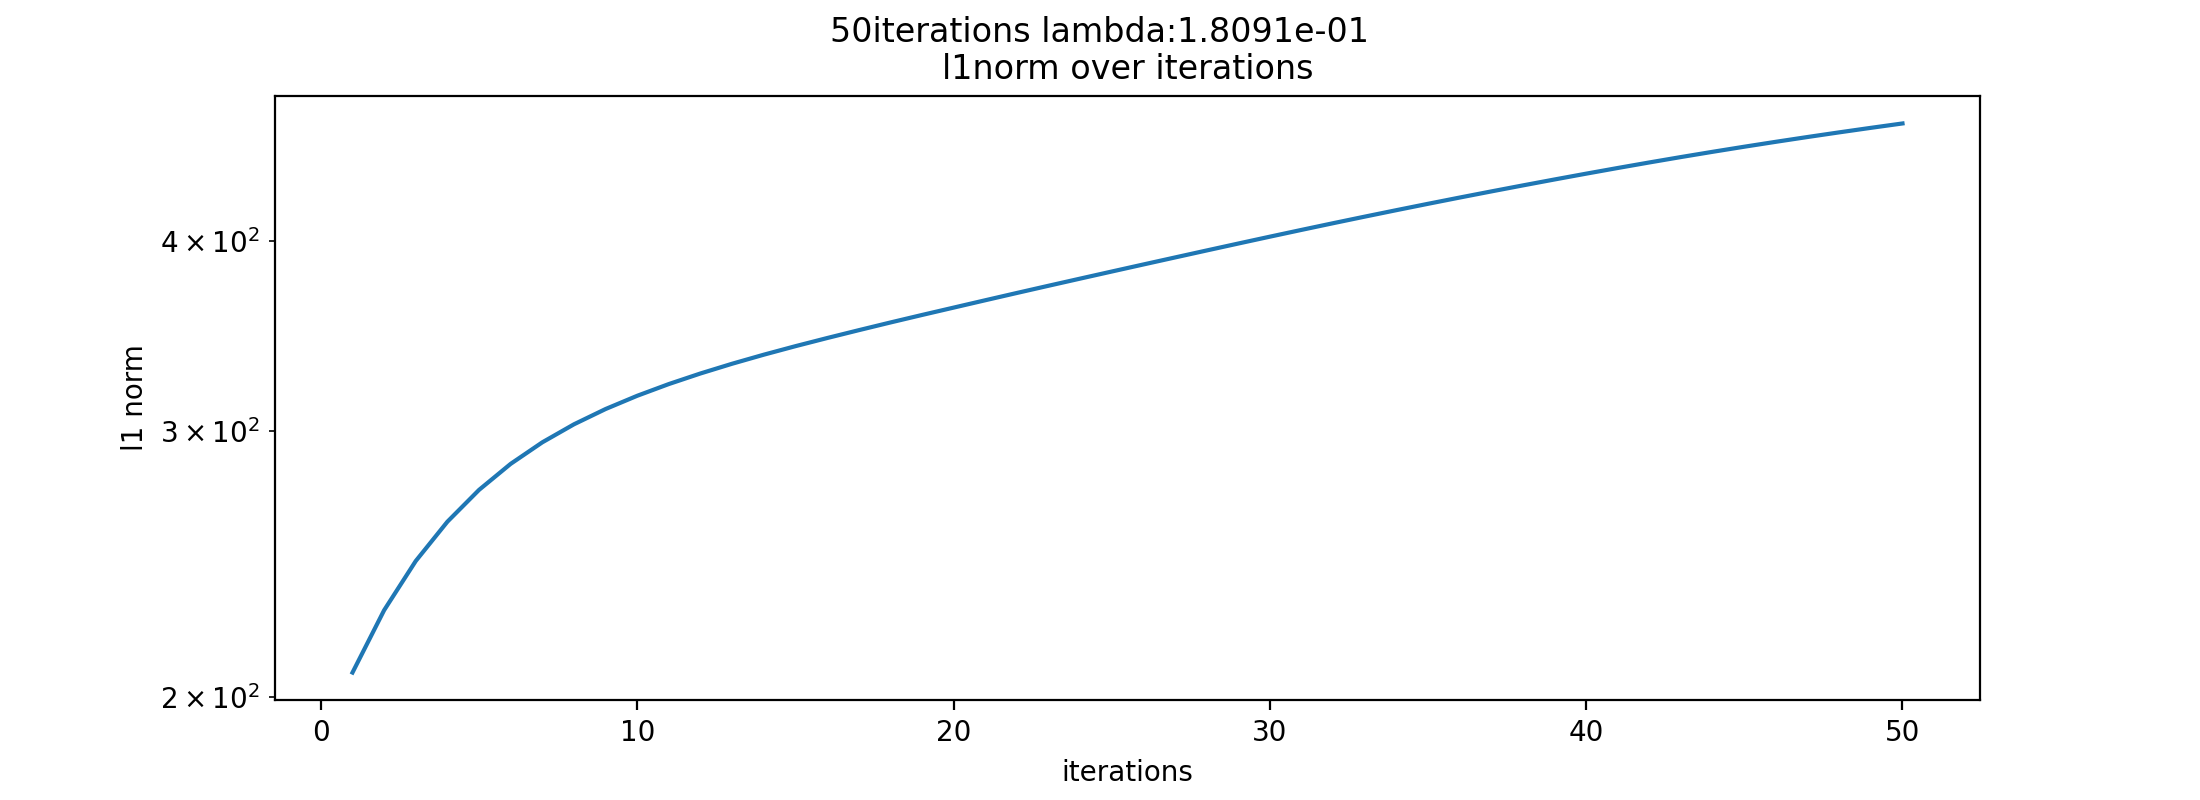 50iterations lambda:1.8091e-01
l1norm over iterations
4 × 10²
3 × 10²
2 × 10²
l1 norm
0 10 20 30 40 50
iterations